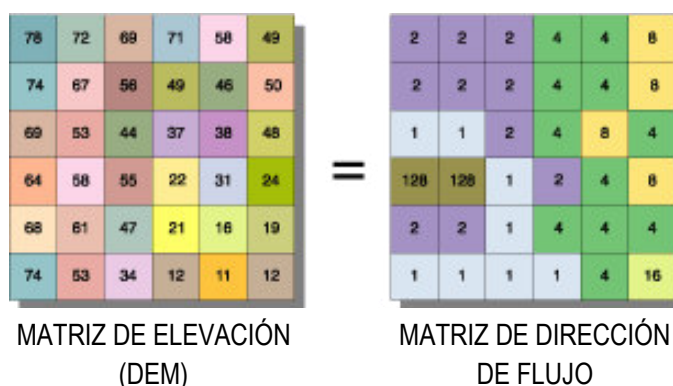 78 72 69 71 58 49 2 2 2 4 4 8
74 67 56 49 46 50 2 2 2 4 4 8
69 53 44 37 38 48 1 1 2 4 8 4
=
64 58 55 22 31 24 128 128 1 2 4 8
68 61 47 21 16 19 2 2 1 4 4 4
74 53 34 12 11 12 1 1 1 1 4 16
MATRIZ DE ELEVACIÓN
(DEM)
MATRIZ DE DIRECCIÓN
DE FLUJO